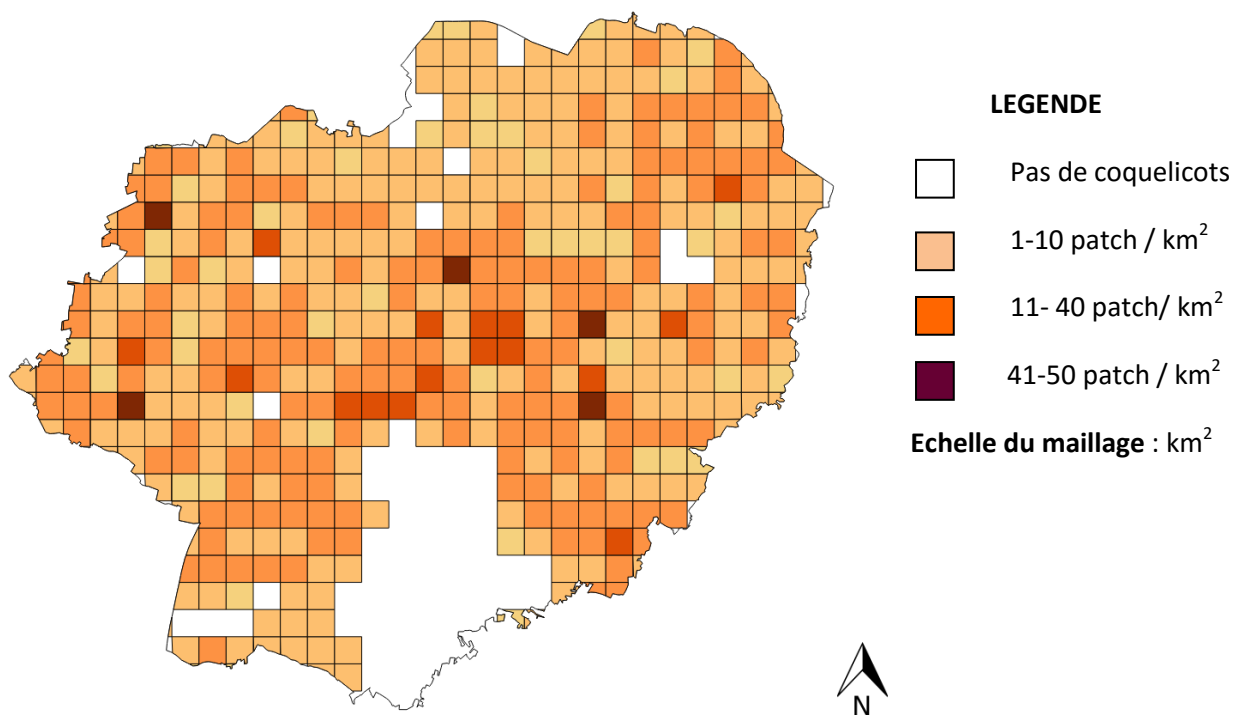 LEGENDE
Pas de coquelicots
1-10 patch / km²
11- 40 patch/ km²
41-50 patch / km²
Echelle du maillage : km²
N